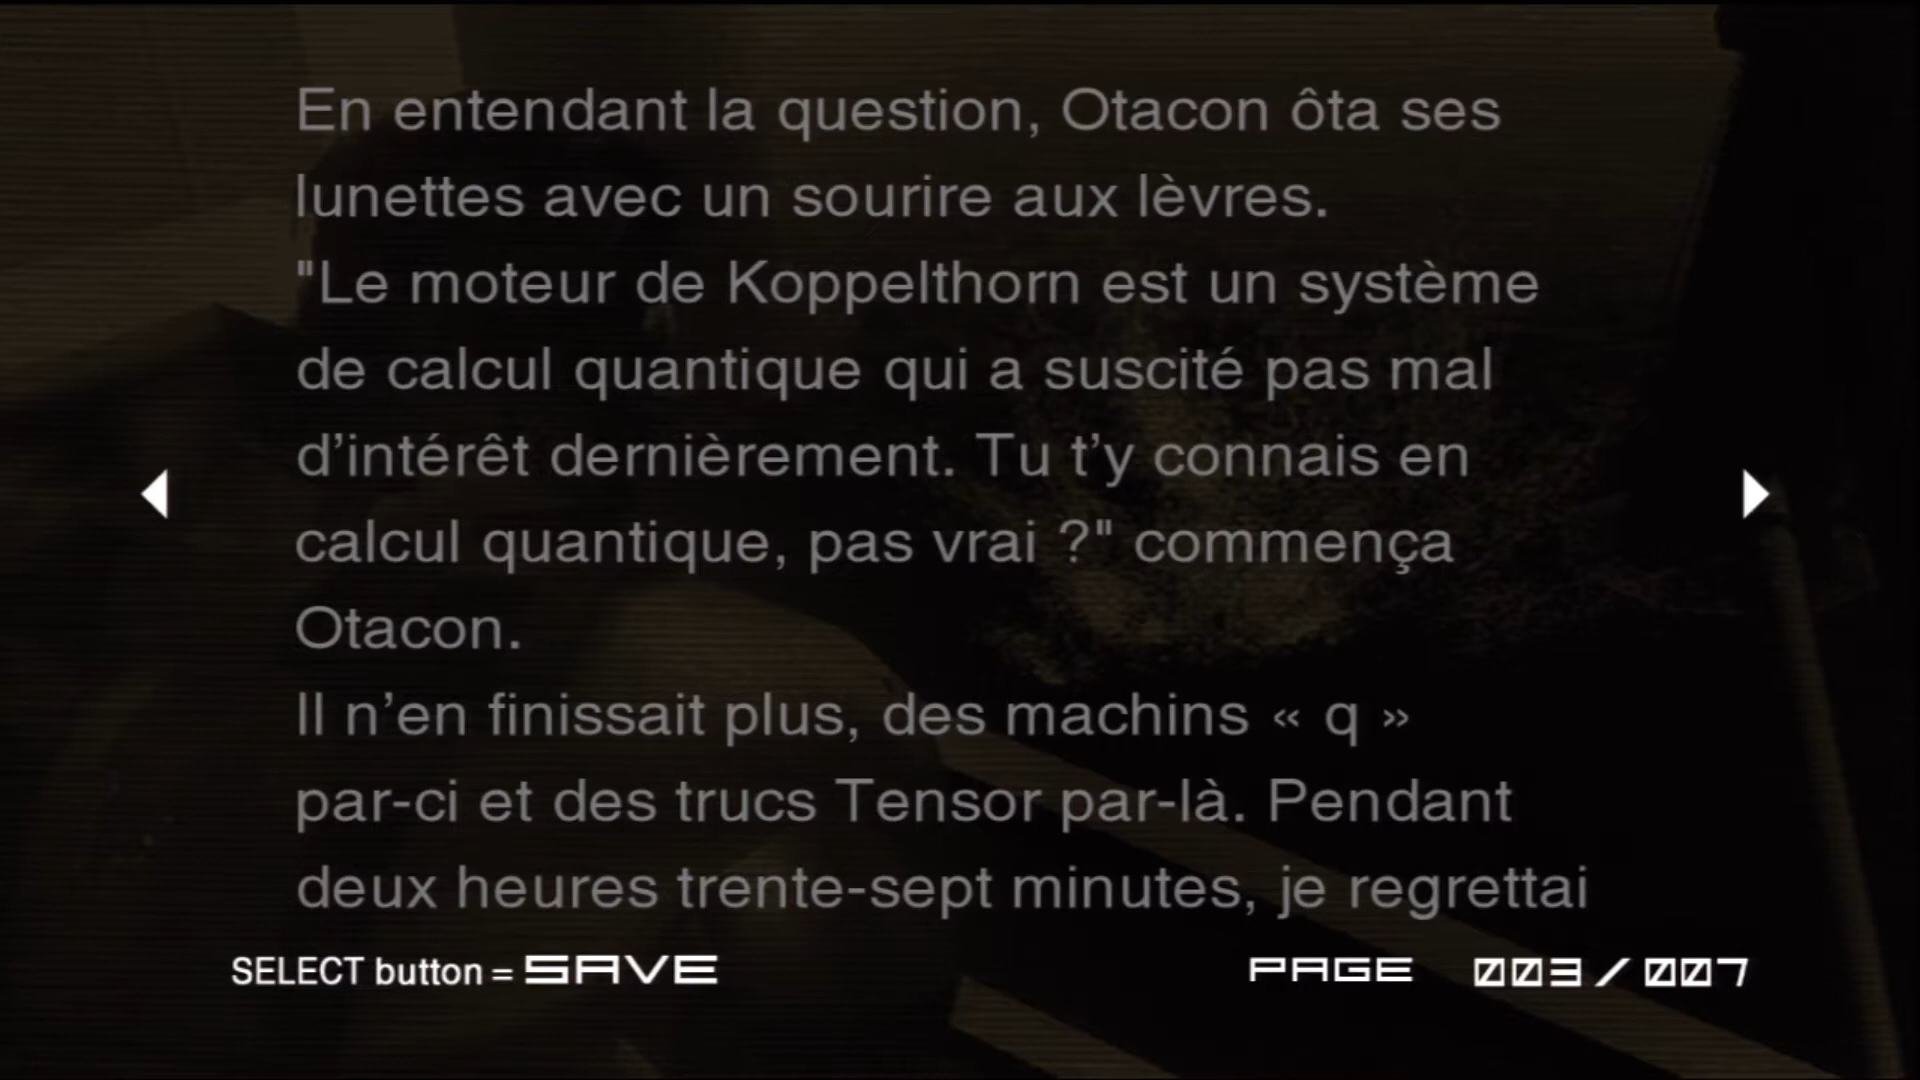 En entendant la question, Otacon ôta ses
lunettes avec un sourire aux lèvres.
"Le moteur de Koppelthorn est un système
de calcul quantique qui a suscité pas mal
d’intérêt dernièrement. Tu t’y connais en
calcul quantique, pas vrai ?" commença
Otacon.
Il n’en finissait plus, des machins « q »
par-ci et des trucs Tensor par-là. Pendant
deux heures trente-sept minutes, je regrettai
SELECT button = SAVE
PAGE 003/007